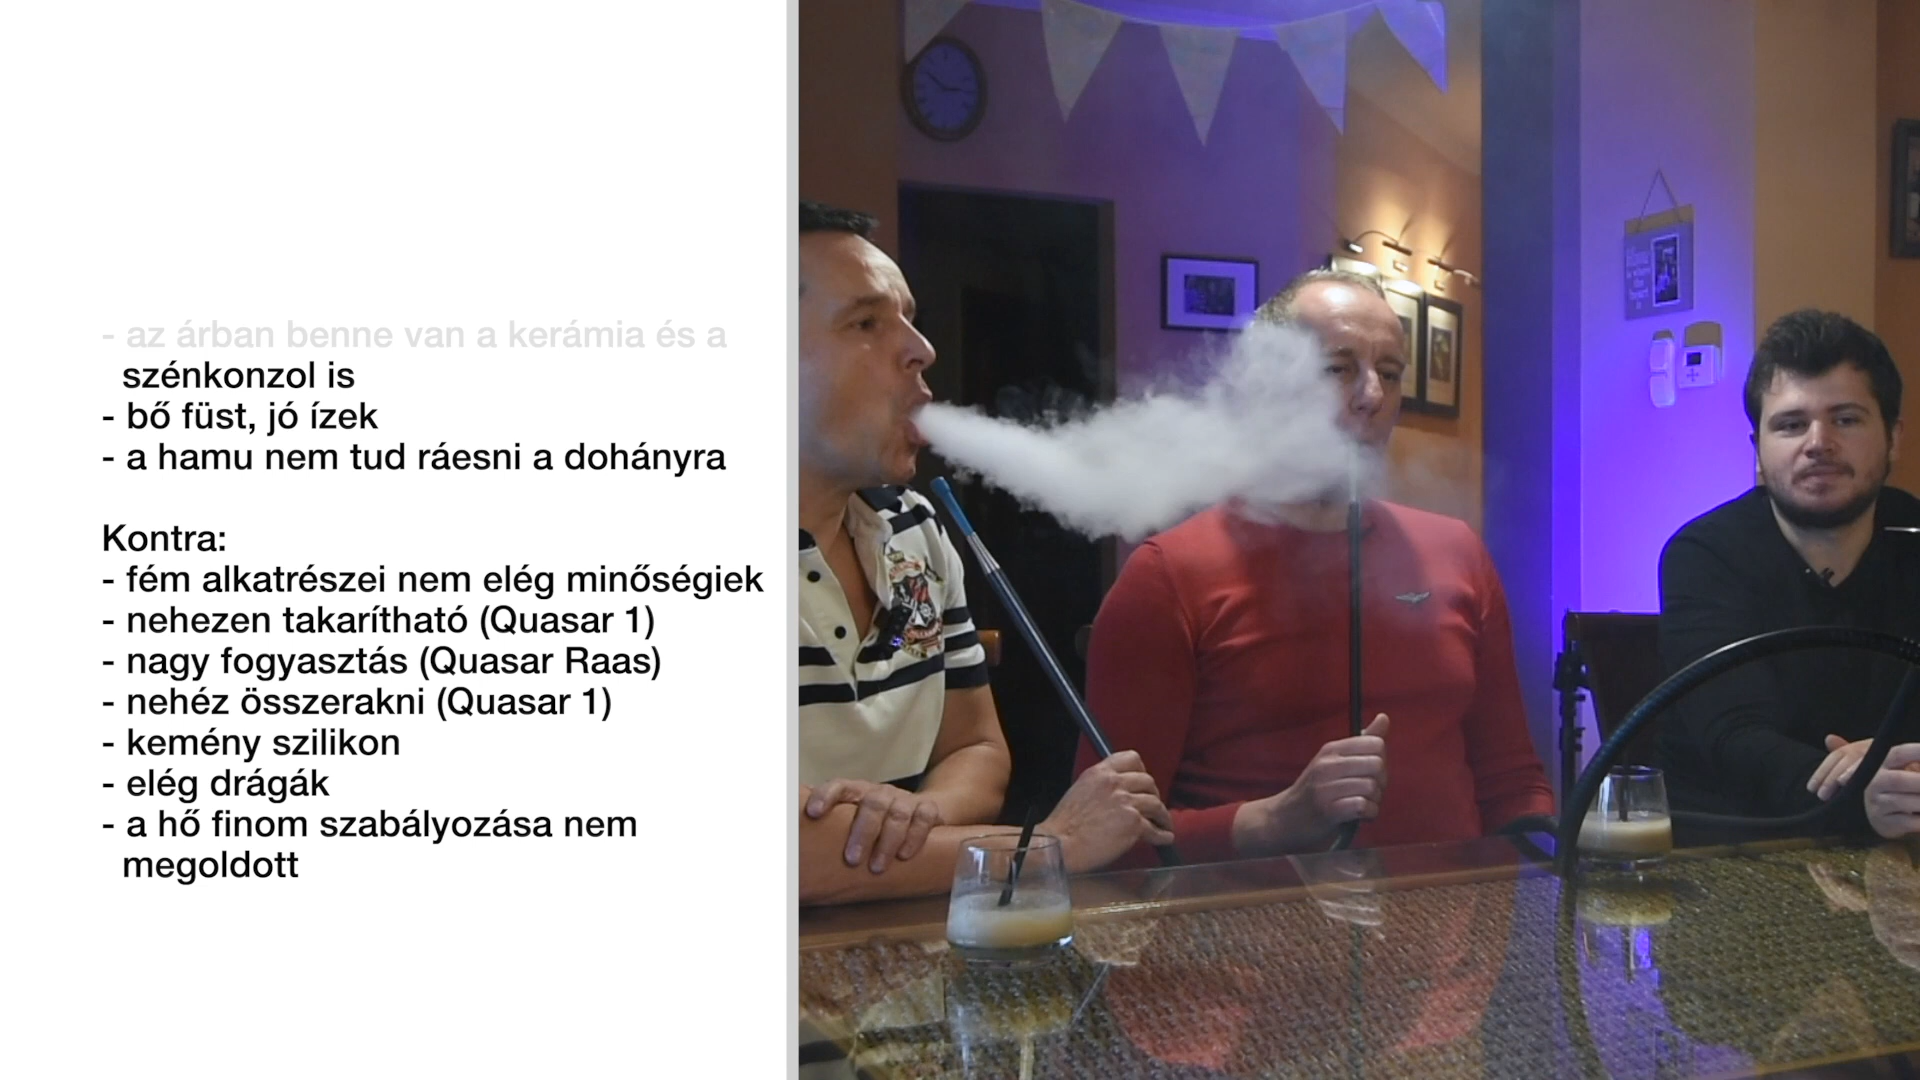 - az árban benne van a kerámia és a
szénkonzol is
- bő füst, jó ízek
- a hamu nem tud ráesni a dohányra
Kontra:
- fém alkatrészei nem elég minőségiek
- nehezen takarítható (Quasar 1)
- nagy fogyasztás (Quasar Raas)
- nehéz összerakni (Quasar 1)
- kemény szilikon
- elég drágák
- a hő finom szabályozása nem
megoldott